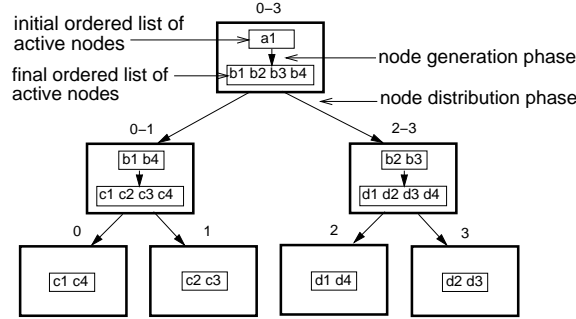 0−3
initial ordered list of
active nodes
a1
node generation phase
final ordered list of
active nodes
b1 b2 b3 b4
node distribution phase
0−1
2−3
b1 b4
b2 b3
c1 c2 c3 c4
d1 d2 d3 d4
0
1
2
3
c1 c4
c2 c3
d1 d4
d2 d3